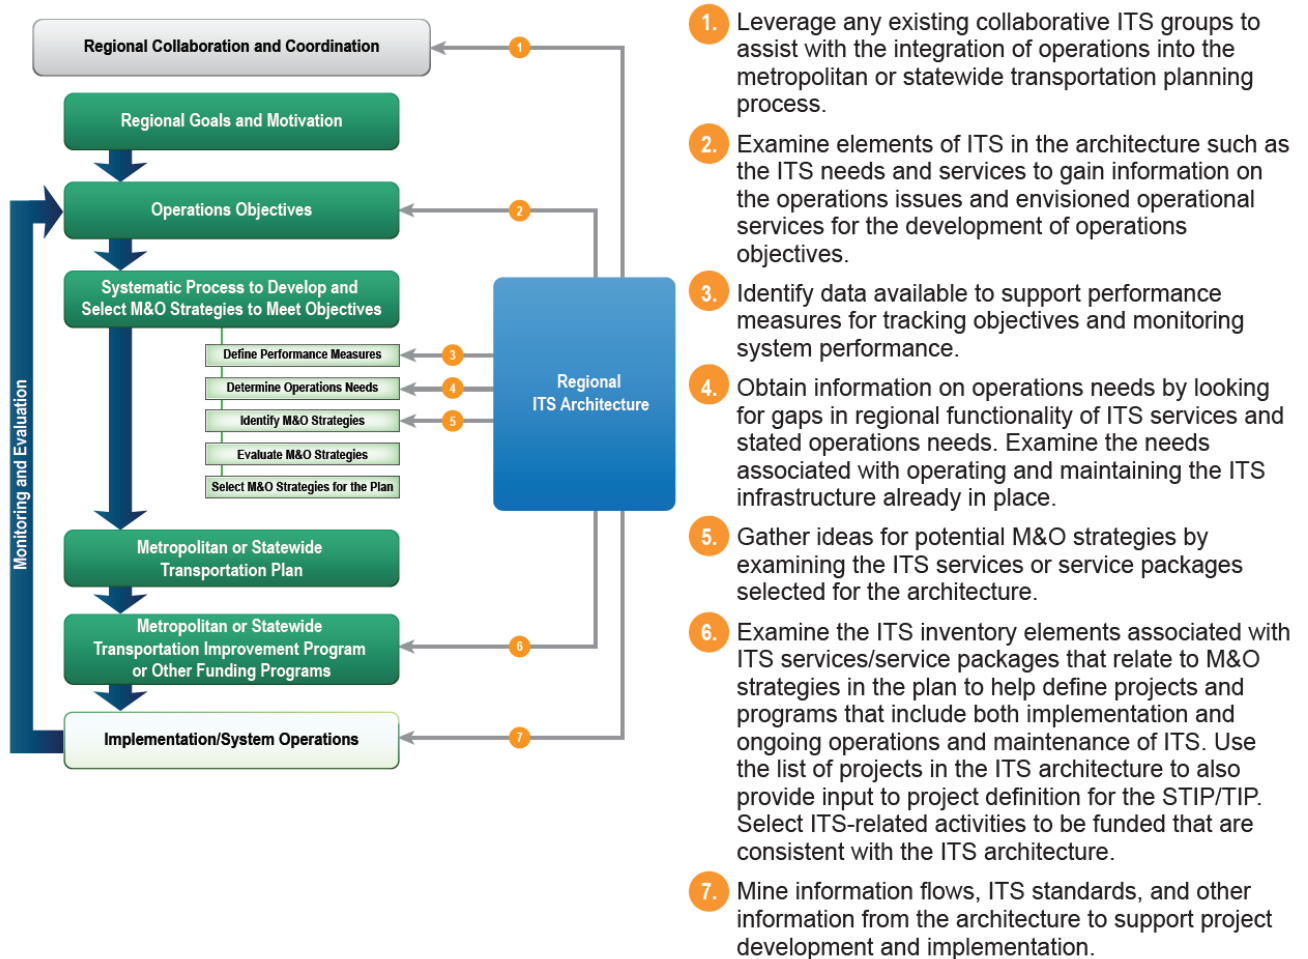 Regional Collaboration and Coordination
1
Regional Goals and Motivation
Operations Objectives
2
Systematic Process to Develop and
Select M&O Strategies to Meet Objectives
Define Performance Measures
3
Determine Operations Needs
4
Identify M&O Strategies
5
Evaluate M&O Strategies
Select M&O Strategies for the Plan
Regional
ITS Architecture
Monitoring and Evaluation
Metropolitan or Statewide
Transportation Plan
Metropolitan or Statewide
Transportation Improvement Program
or Other Funding Programs
6
Implementation/System Operations
7
1. Leverage any existing collaborative ITS groups to
assist with the integration of operations into the
metropolitan or statewide transportation planning
process.
2. Examine elements of ITS in the architecture such as
the ITS needs and services to gain information on
the operations issues and envisioned operational
services for the development of operations
objectives.
3. Identify data available to support performance
measures for tracking objectives and monitoring
system performance.
4. Obtain information on operations needs by looking
for gaps in regional functionality of ITS services and
stated operations needs. Examine the needs
associated with operating and maintaining the ITS
infrastructure already in place.
5. Gather ideas for potential M&O strategies by
examining the ITS services or service packages
selected for the architecture.
6. Examine the ITS inventory elements associated with
ITS services/service packages that relate to M&O
strategies in the plan to help define projects and
programs that include both implementation and
ongoing operations and maintenance of ITS. Use
the list of projects in the ITS architecture to also
provide input to project definition for the STIP/TIP.
Select ITS-related activities to be funded that are
consistent with the ITS architecture.
7. Mine information flows, ITS standards, and other
information from the architecture to support project
development and implementation.